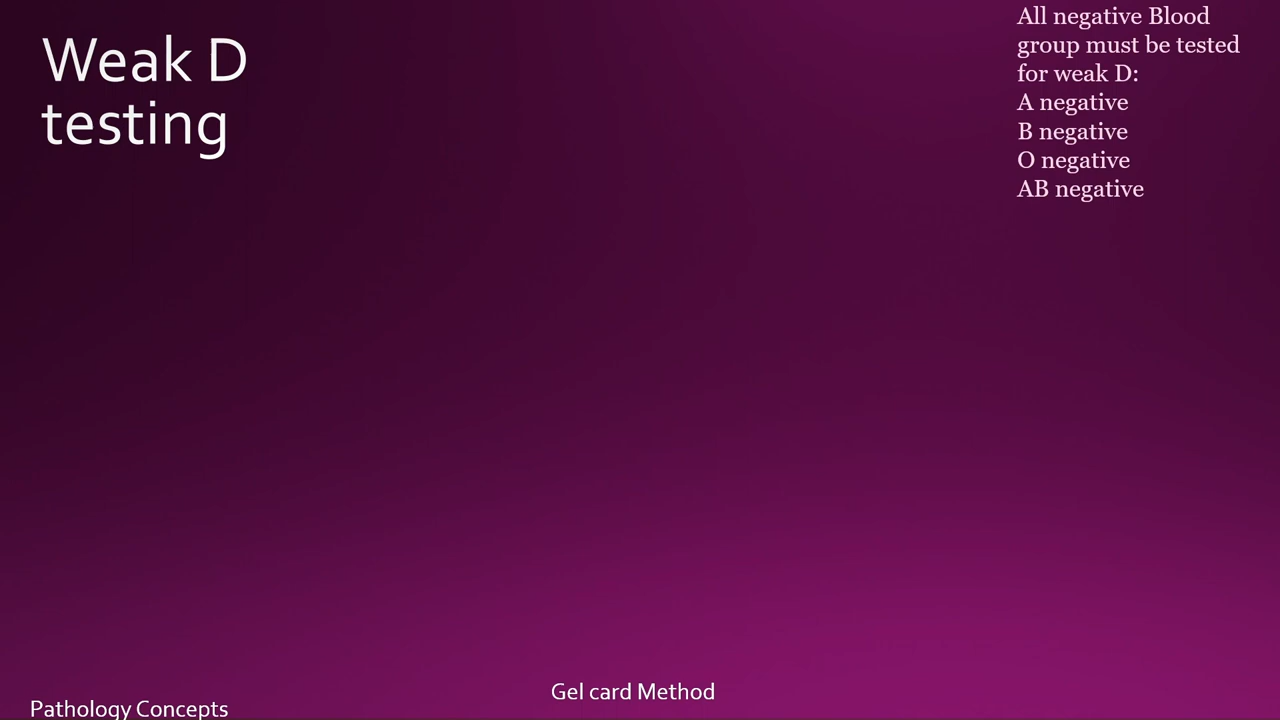 Weak D
testing
All negative Blood
group must be tested
for weak D:
A negative
B negative
O negative
AB negative
Gel card Method
Pathology Concepts